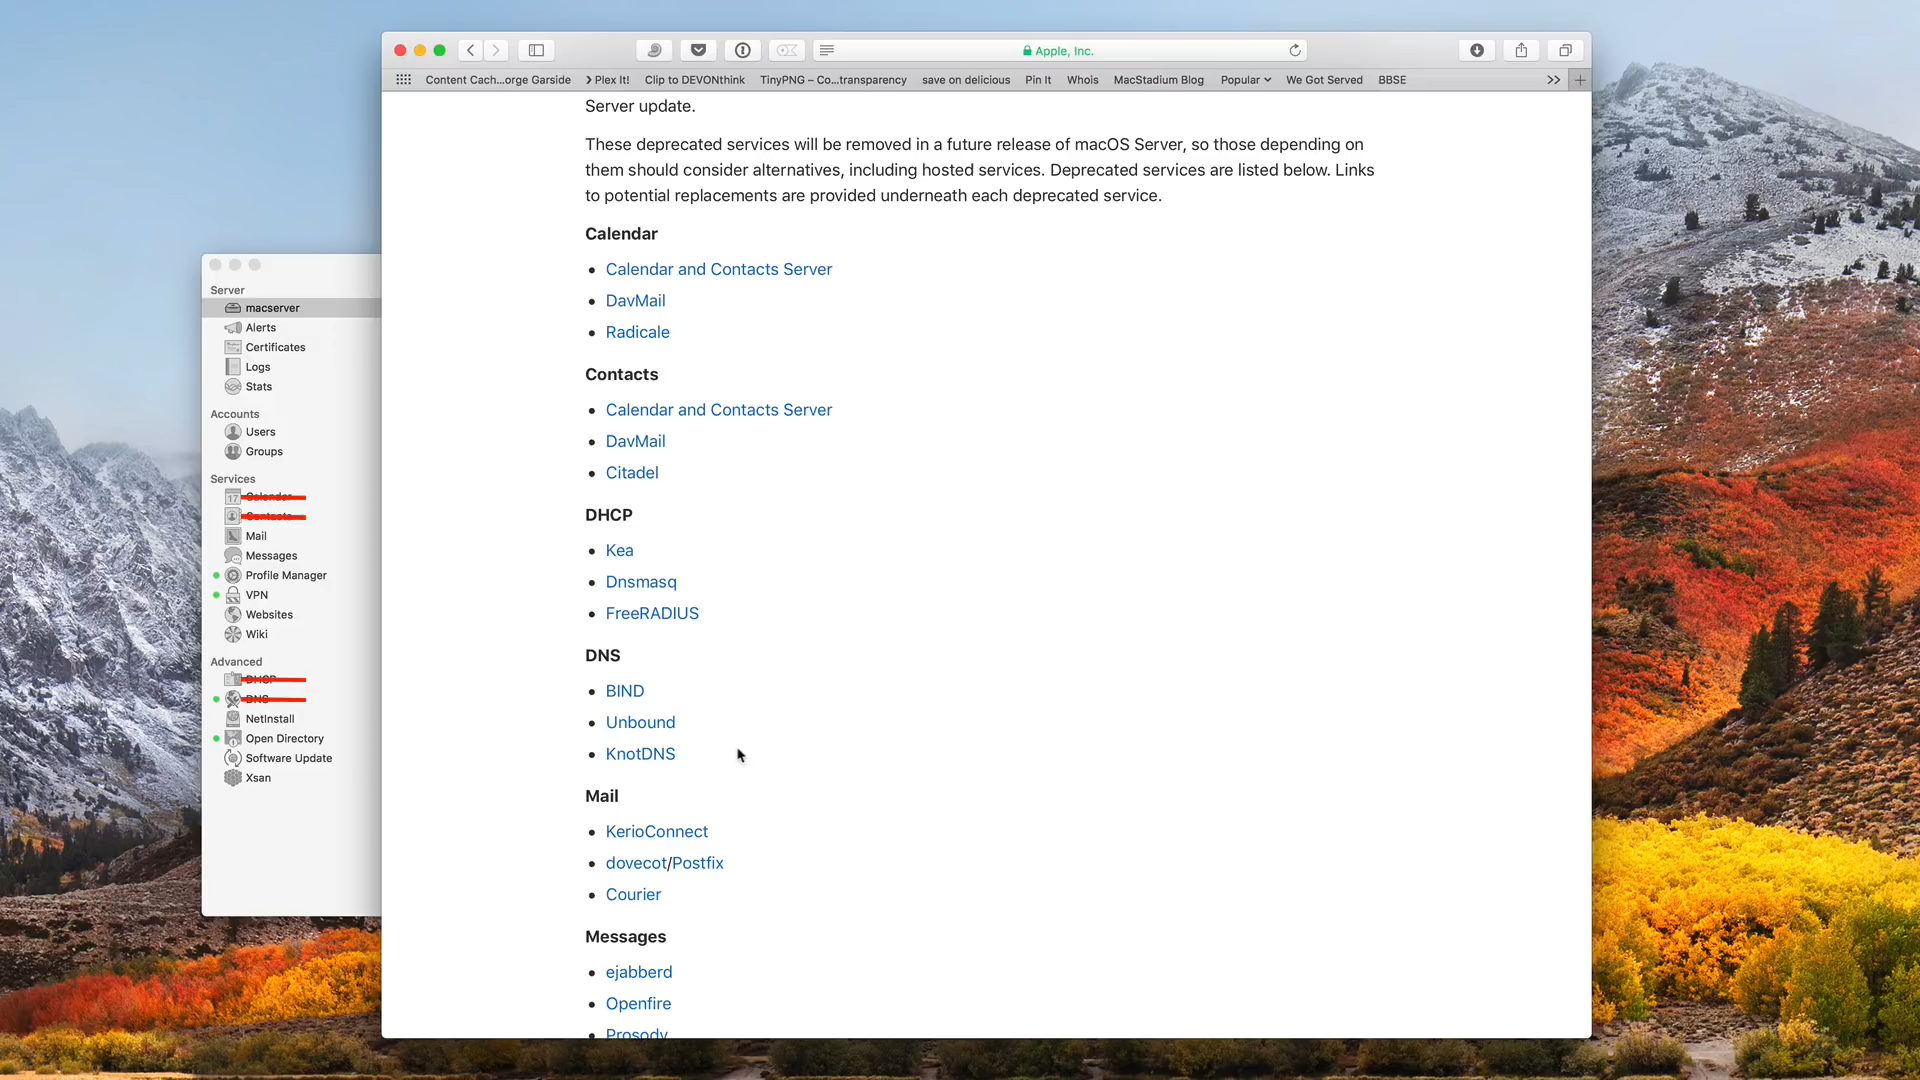 Apple, Inc.
Content Cach...orge Garside
Plex It!
Clip to DEVONthink
TinyPNG – Co...transparency
save on delicious
Pin It
Whois
MacStadium Blog
Popular
We Got Served
BBSE
Server update.
These deprecated services will be removed in a future release of macOS Server, so those depending on
them should consider alternatives, including hosted services. Deprecated services are listed below. Links
to potential replacements are provided underneath each deprecated service.
Calendar
Calendar and Contacts Server
DavMail
Radicale
Contacts
Calendar and Contacts Server
DavMail
Citadel
DHCP
Kea
Dnsmasq
FreeRADIUS
DNS
BIND
Unbound
KnotDNS
Mail
KerioConnect
dovecot/Postfix
Courier
Messages
ejabberd
Openfire
Prosody
Server
macserver
Alerts
Certificates
Logs
Stats
Accounts
Users
Groups
Services
17
Calendar
Contacts
Mail
Messages
Profile Manager
VPN
Websites
Wiki
Advanced
DHCP
DNS
NetInstall
Open Directory
Software Update
Xsan